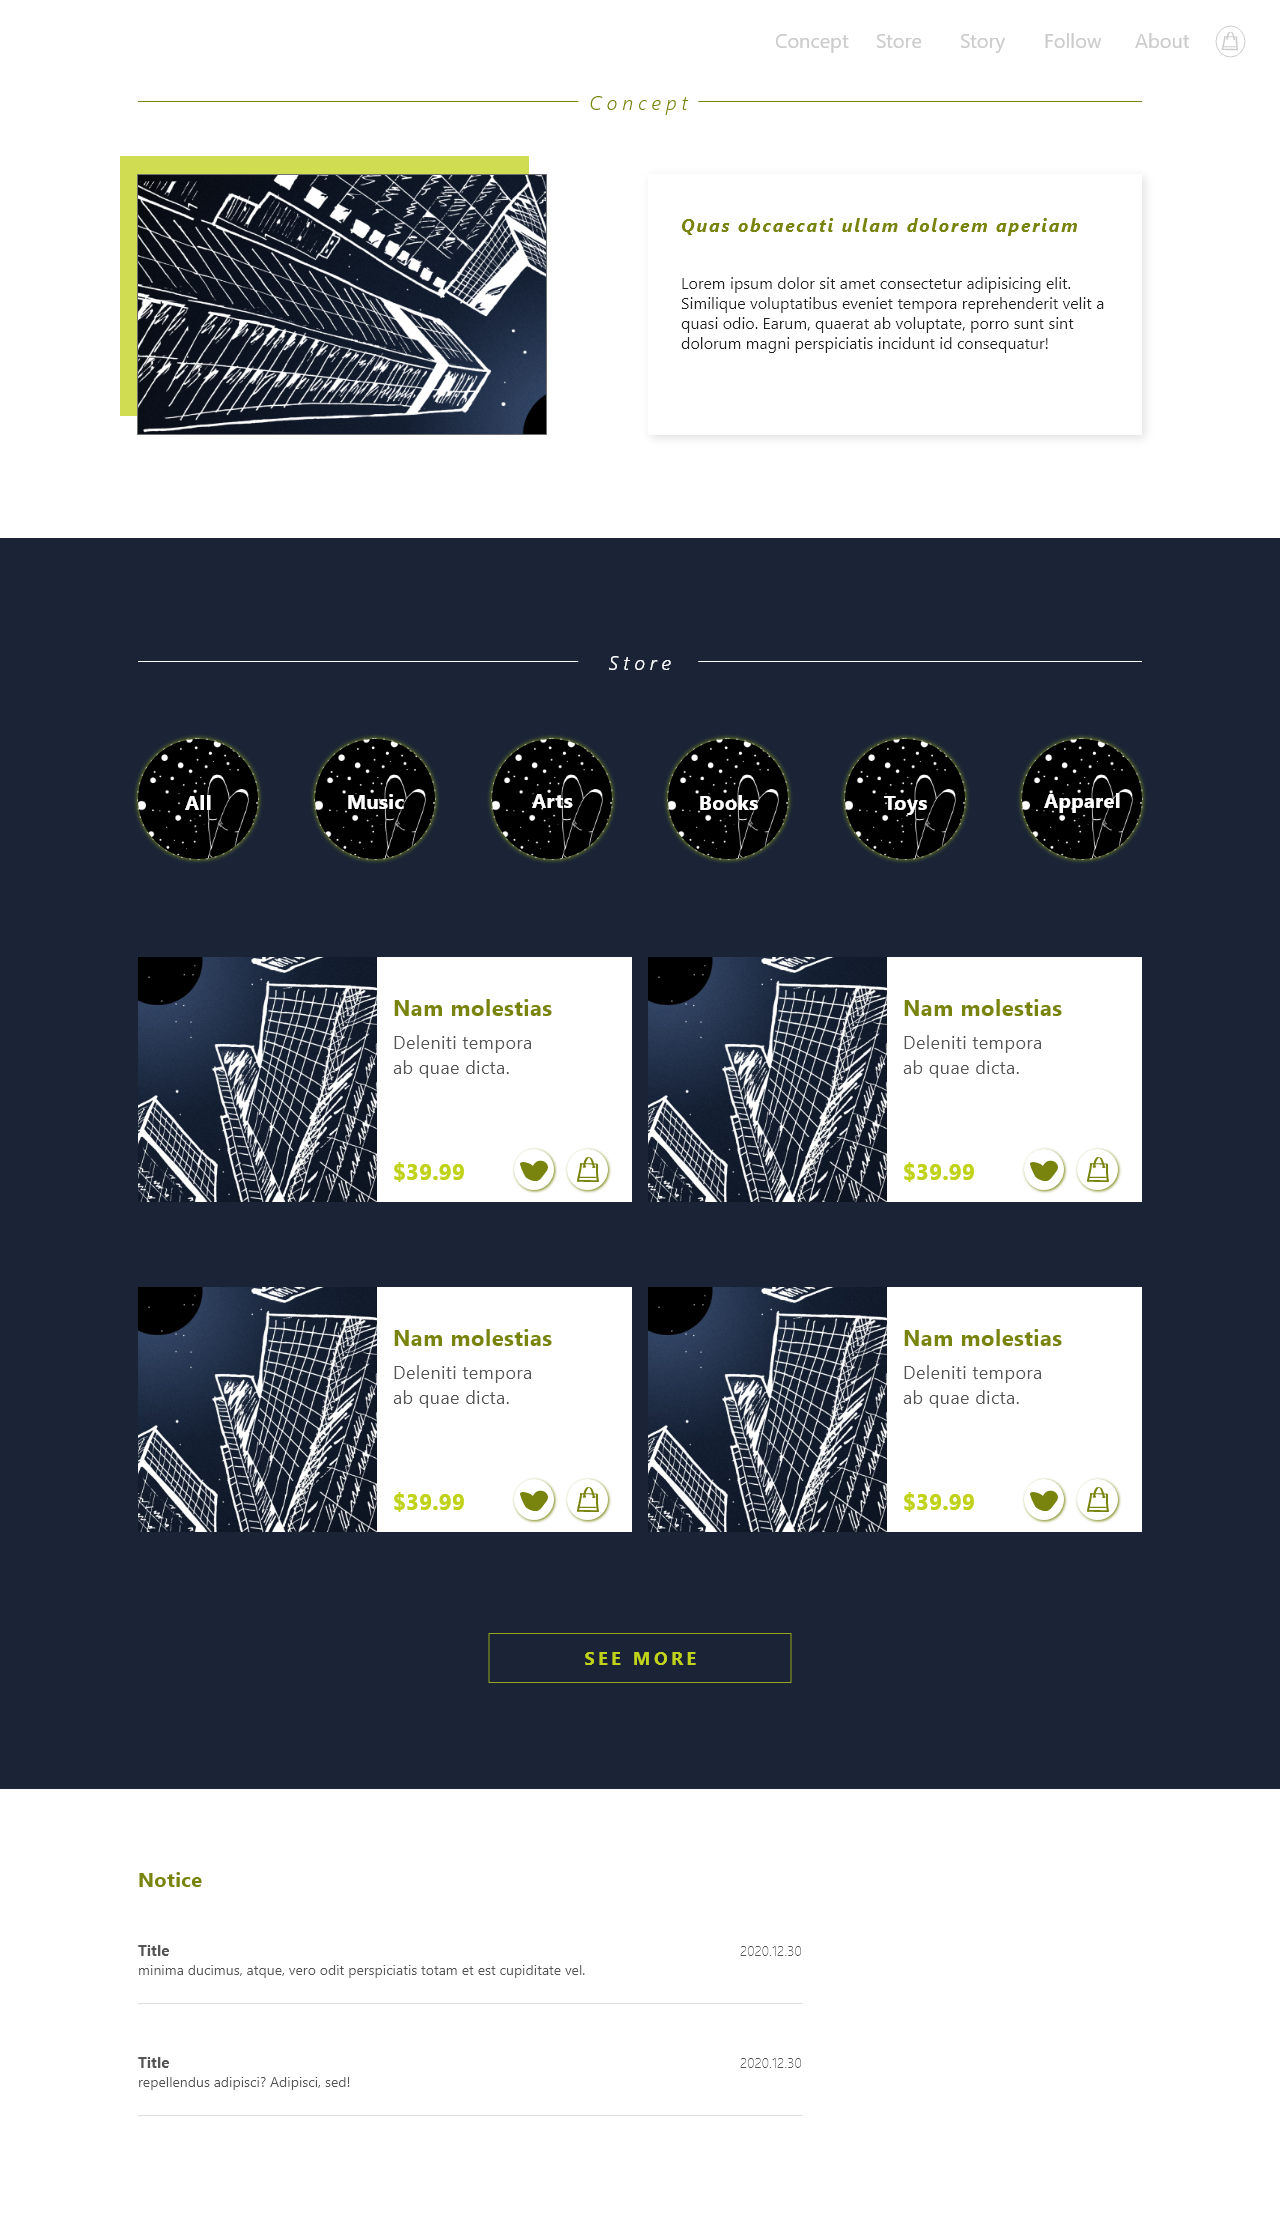 Concept Store Story Follow About
Concept
Quas obcaecati ullam dolorem aperiam
Lorem ipsum dolor sit amet consectetur adipisicing elit.
Similique voluptatibus eveniet tempora reprehenderit velit a
quasi odio. Earum, quaerat ab voluptate, porro sunt sint
dolorum magni perspiciatis incidunt id consequatur!
Store
All Music Arts Books Toys Apparel
Nam molestias
Deleniti tempora
ab quae dicta.
$39.99
Nam molestias
Deleniti tempora
ab quae dicta.
$39.99
Nam molestias
Deleniti tempora
ab quae dicta.
$39.99
Nam molestias
Deleniti tempora
ab quae dicta.
$39.99
SEE MORE
Notice
Title 2020.12.30
minima ducimus, atque, vero odit perspiciatis totam et est cupiditate vel.
Title 2020.12.30
repellendus adipisci? Adipisci, sed!